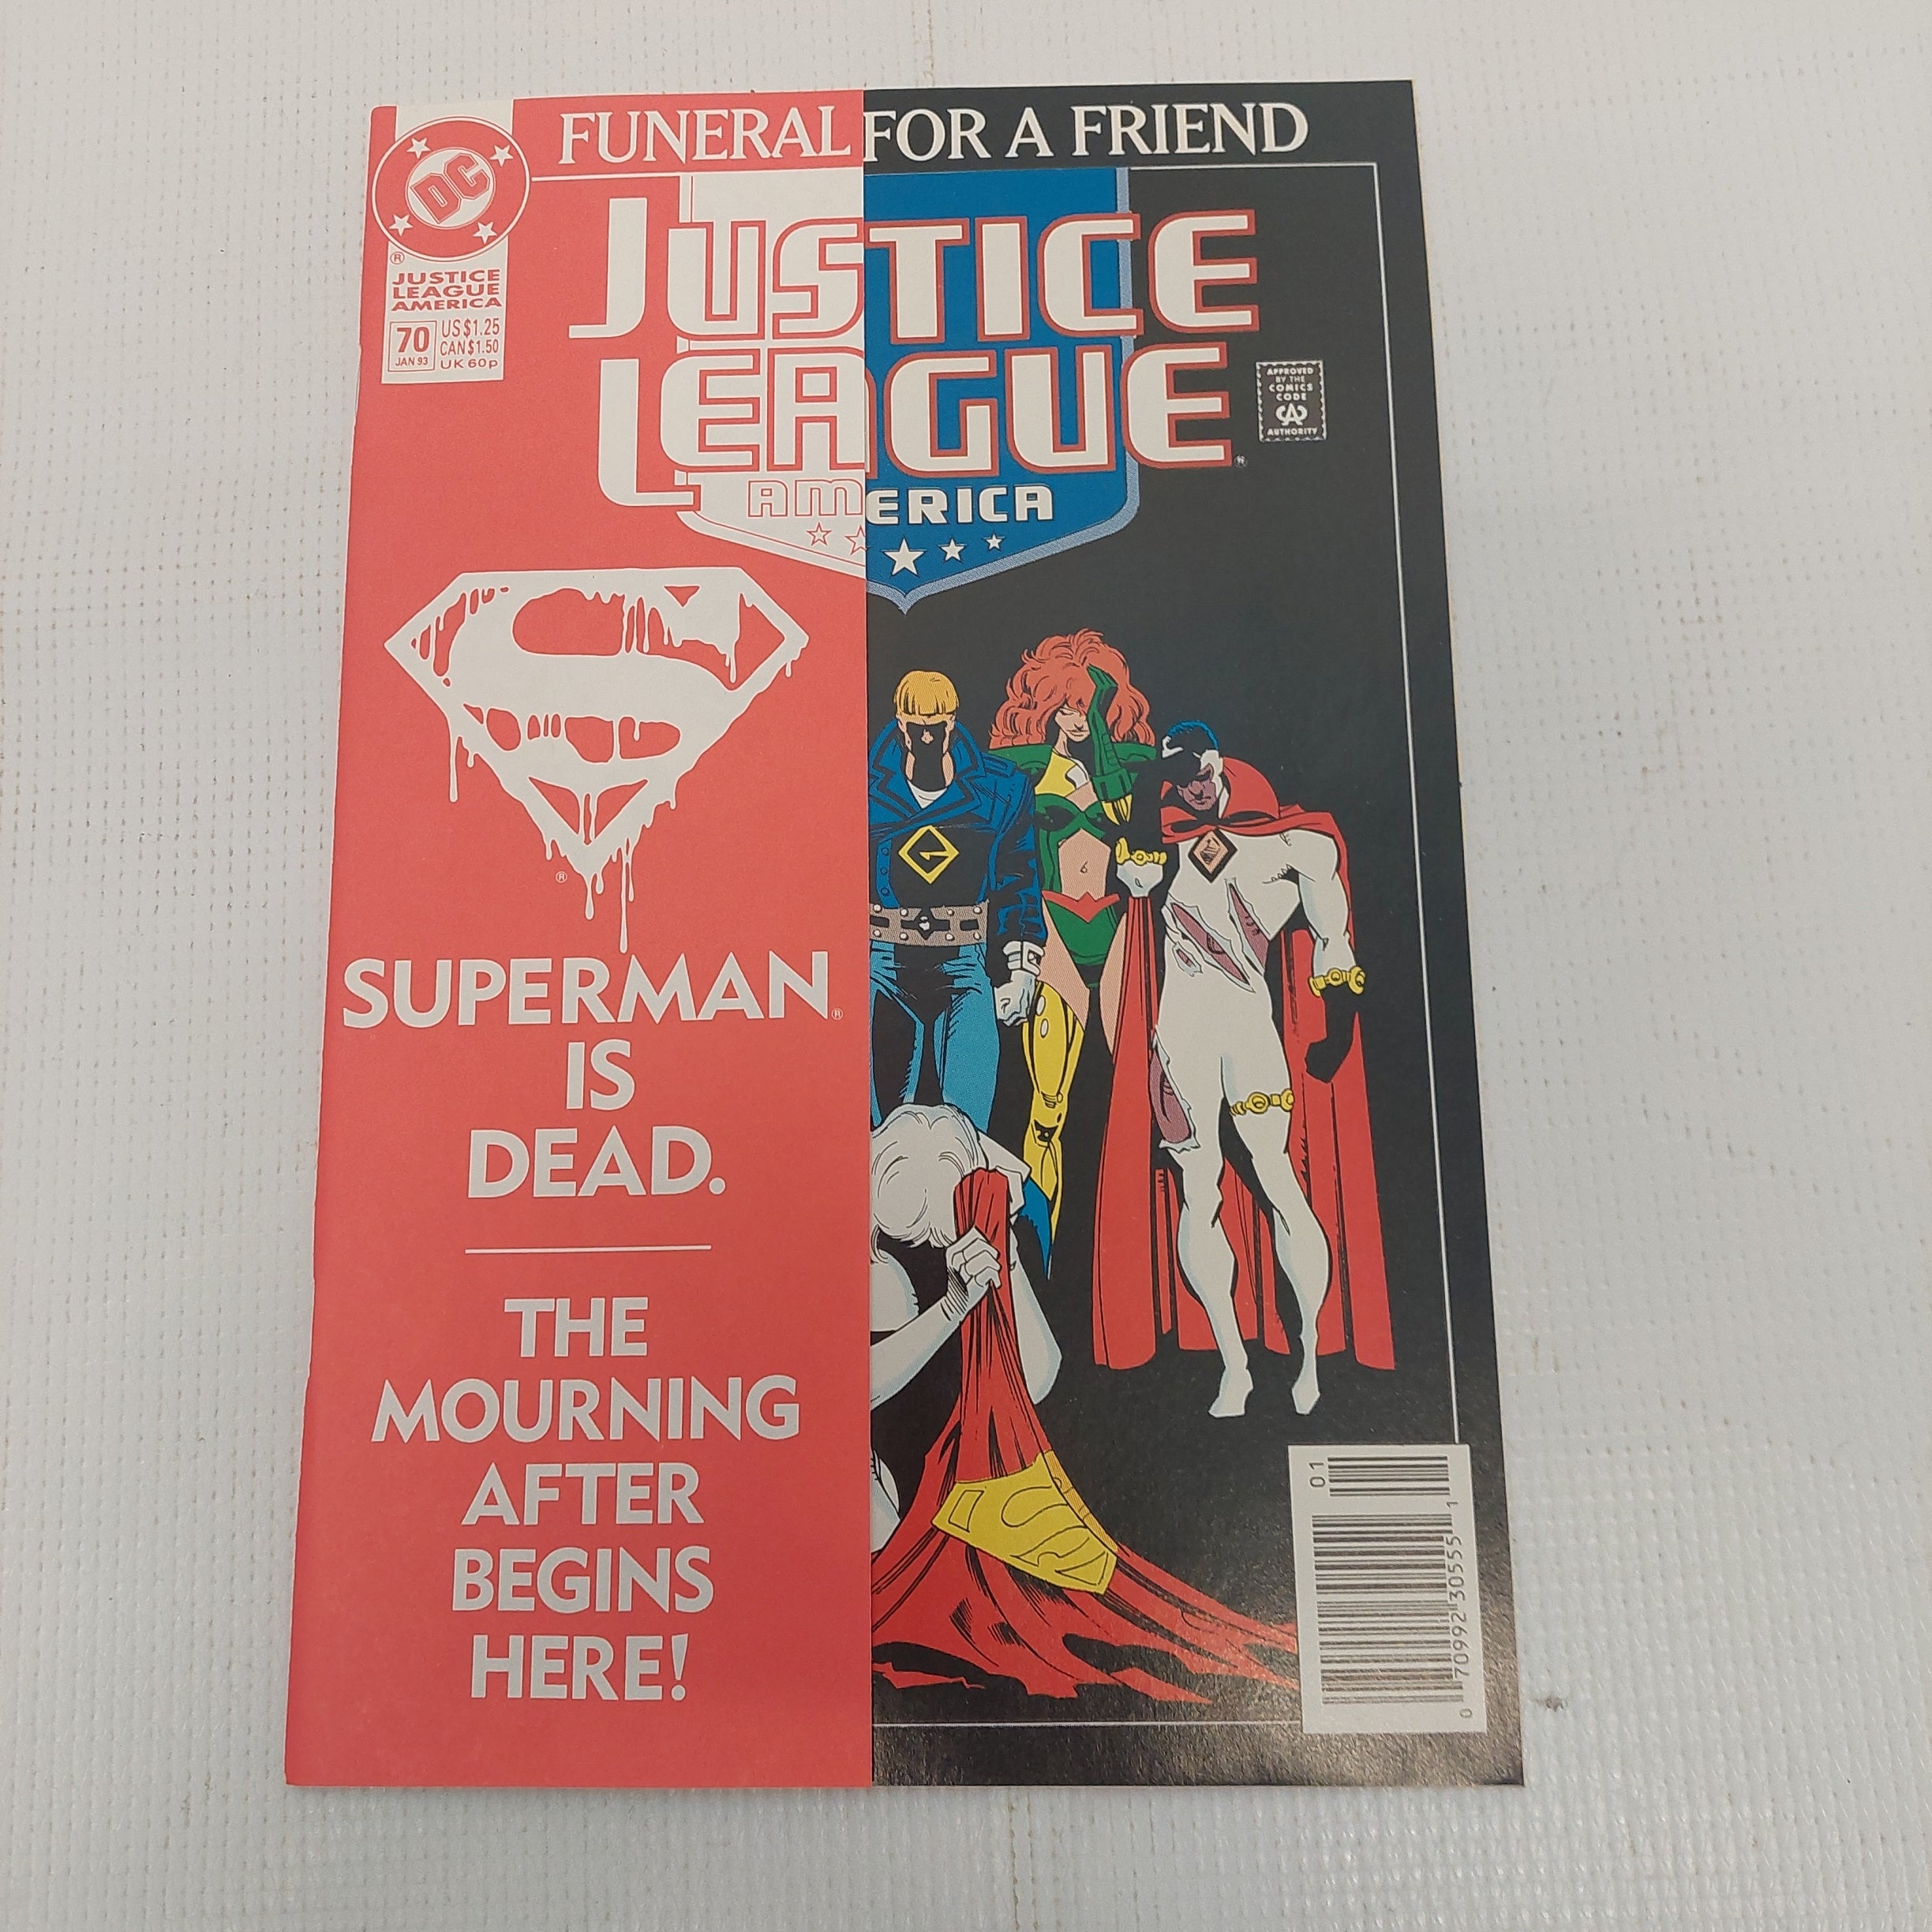 FUNERAL FOR A FRIEND
DC
®
JUSTICE
LEAGUE
AMERICA
70
JAN 93
US $1.25
CAN $1.50
UK 60p
JUSTICE
LEAGUE
AMERICA
APPROVED
BY THE
COMICS
CODE
CA
AUTHORITY
®
SUPERMAN®
IS
DEAD.
THE
MOURNING
AFTER
BEGINS
HERE!
G
S
01
0 70992 30555 1